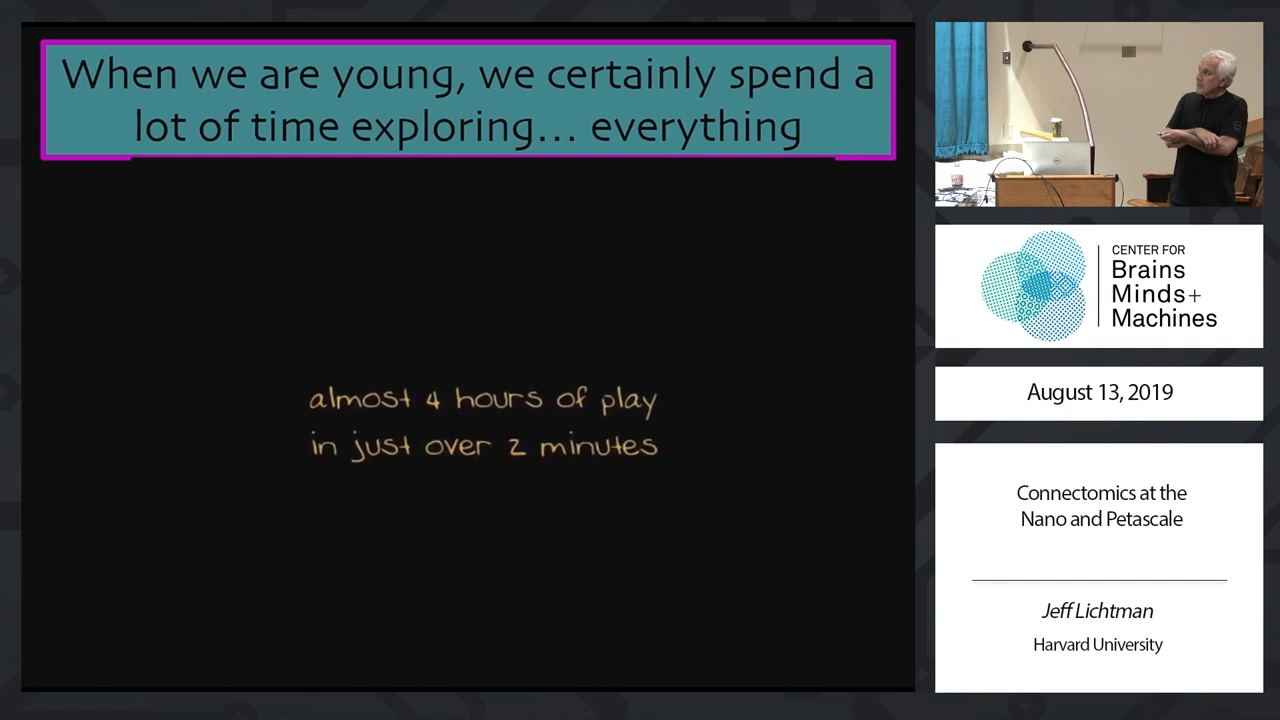 When we are young, we certainly spend a
lot of time exploring... everything
almost 4 hours of play
in just over 2 minutes
CENTER FOR
Brains
Minds+
Machines
August 13, 2019
Connectomics at the
Nano and Petascale
Jeff Lichtman
Harvard University